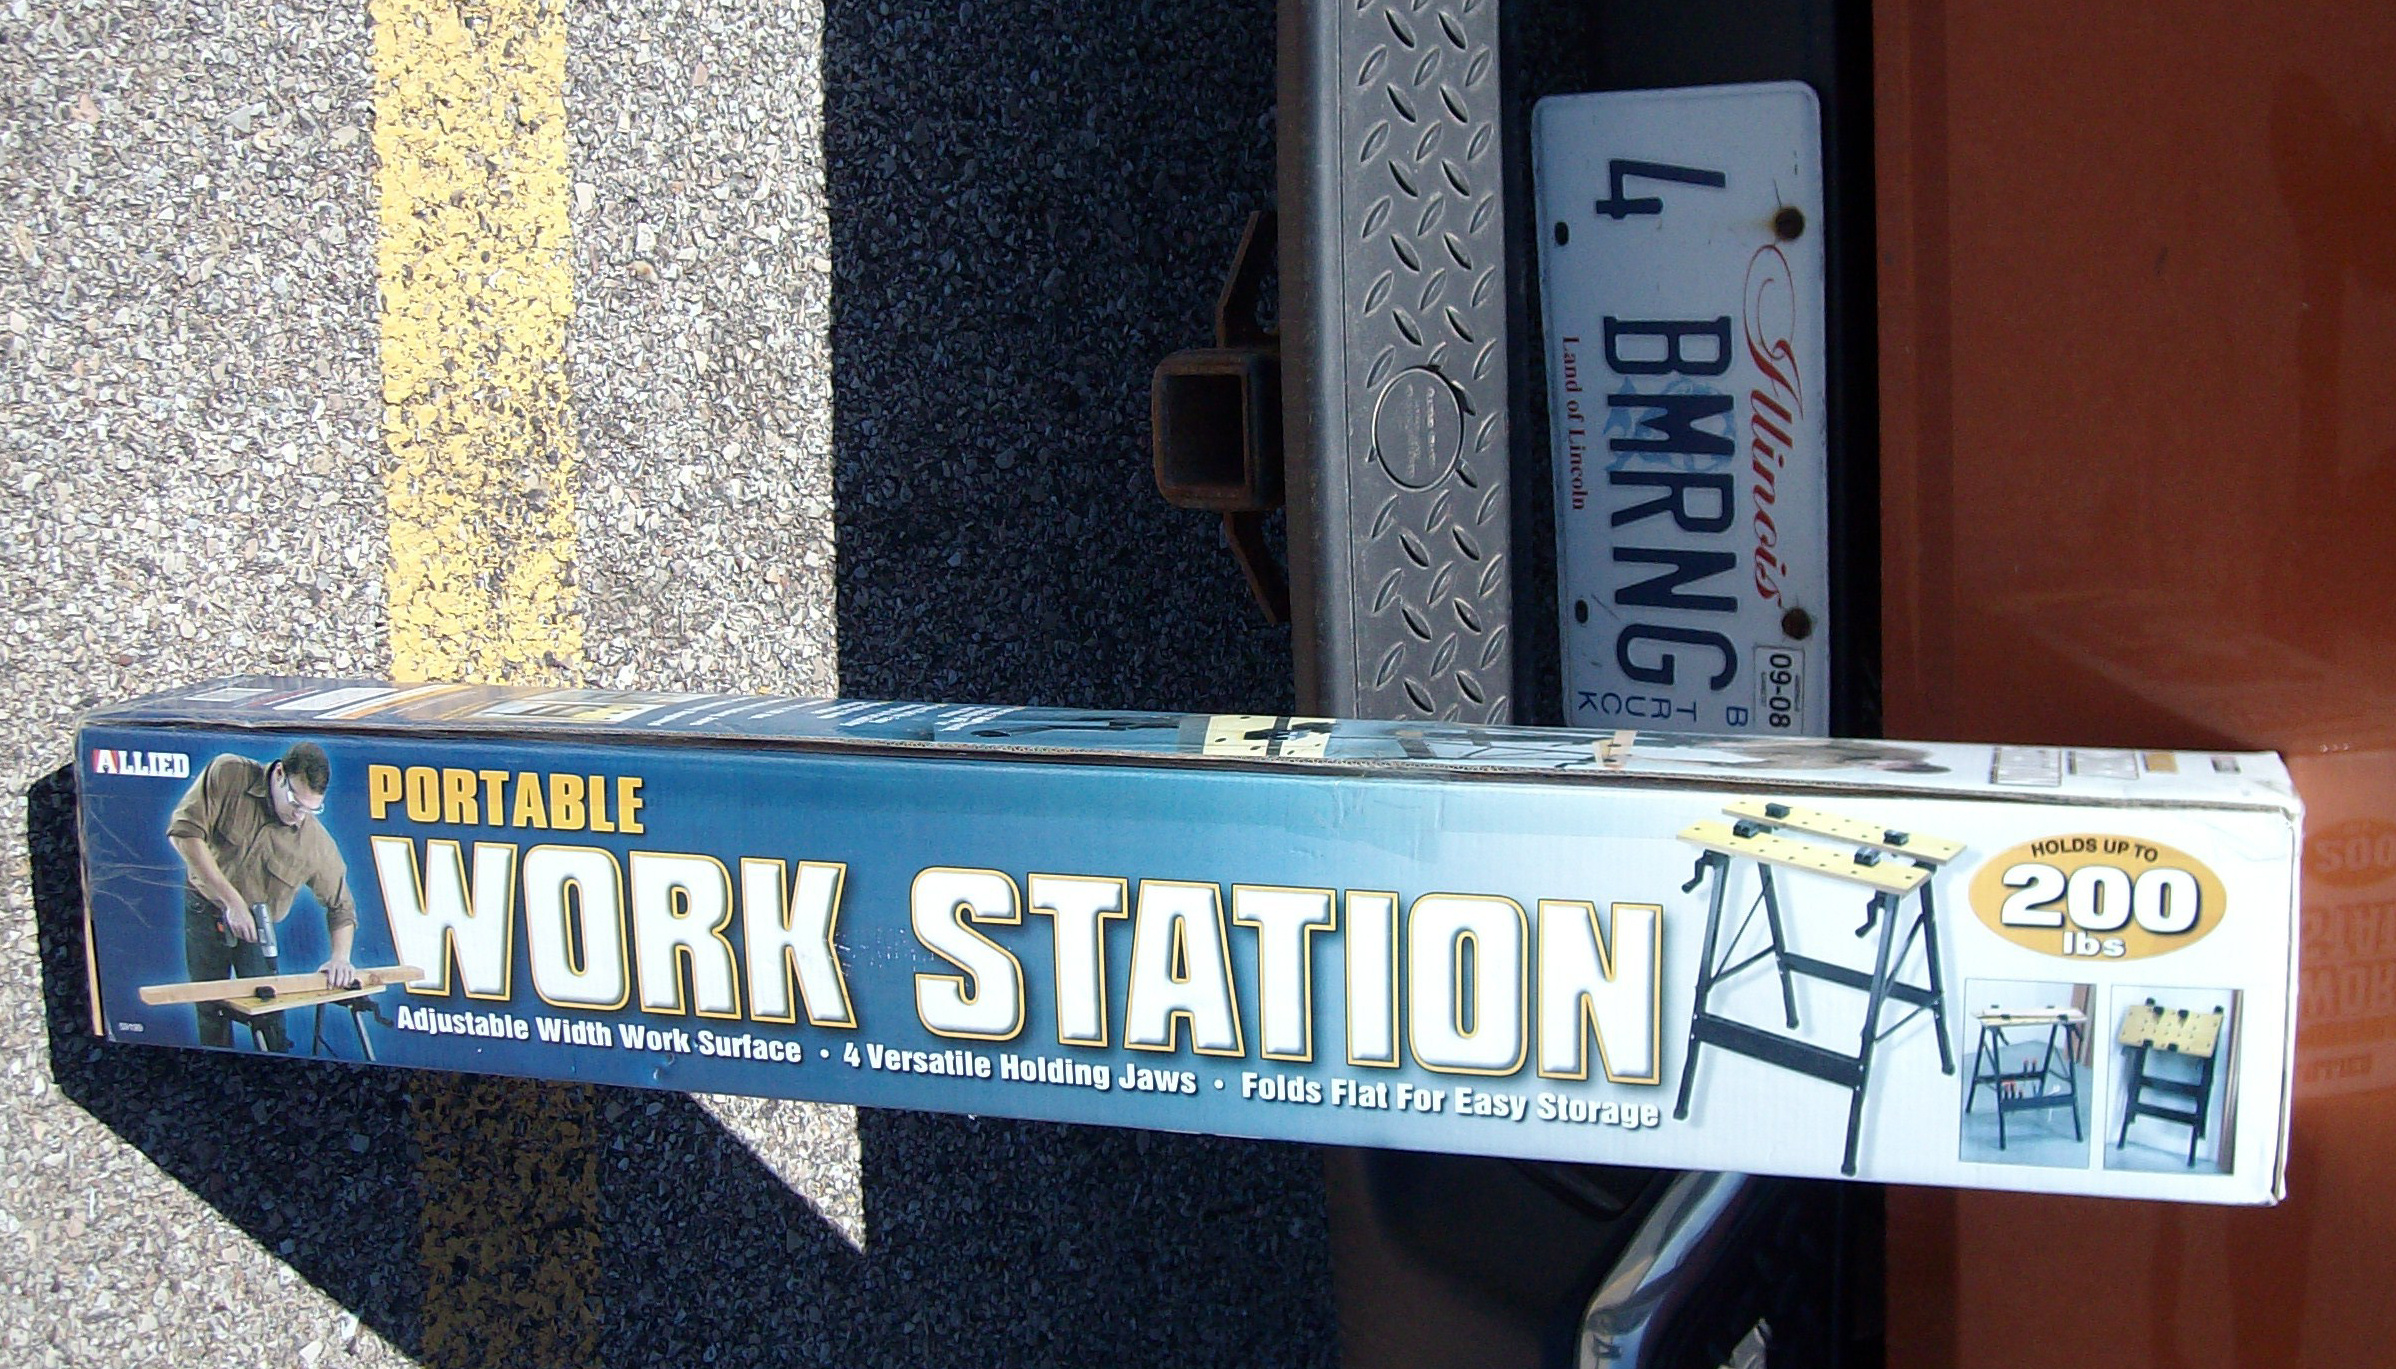 ALLIED
PORTABLE
WORK STATION
Adjustable Width Work Surface • 4 Versatile Holding Jaws • Folds Flat For Easy Storage
HOLDS UP TO
200
lbs
Illinois
09-08
4 BMRNG
B
TRUCK
Land of Lincoln